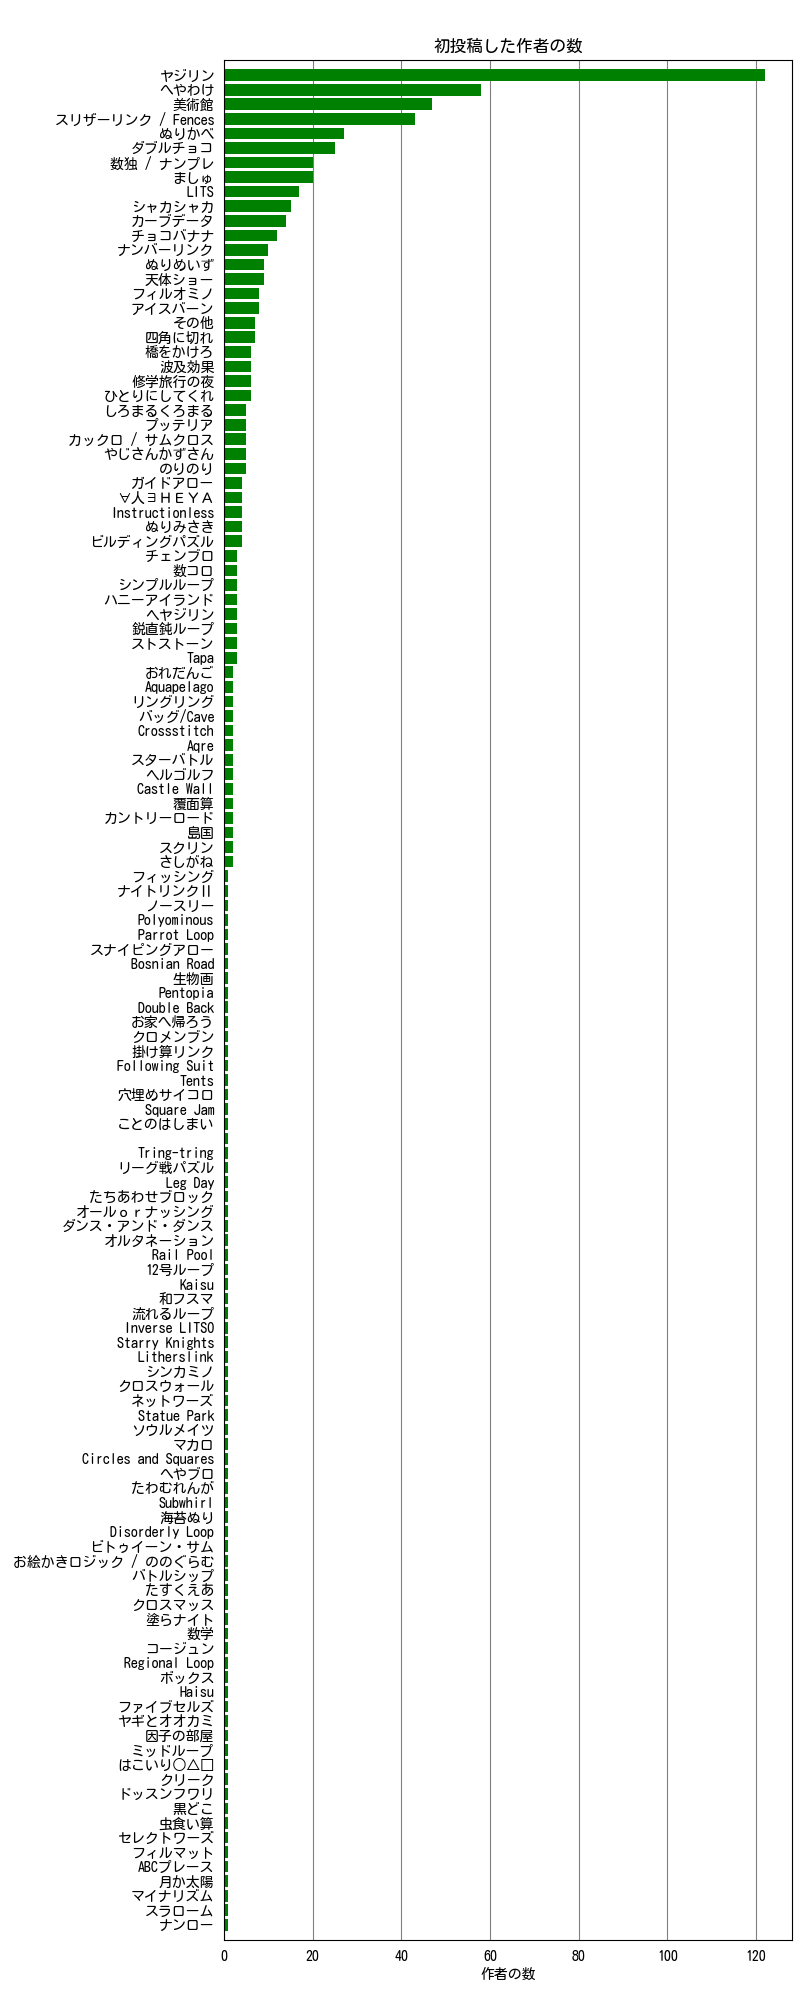 初投稿した作者の数
ヤジリン
へやわけ
美術館
スリザーリンク / Fences
ぬりかべ
ダブルチョコ
数独 / ナンプレ
ましゅ
LITS
シャカシャカ
カーブデータ
チョコバナナ
ナンバーリンク
ぬりめいず
天体ショー
フィルオミノ
アイスバーン
その他
四角に切れ
橋をかけろ
波及効果
修学旅行の夜
ひとりにしてくれ
しろまるくろまる
プッテリア
カックロ / サムクロス
やじさんかずさん
のりのり
ガイドアロー
∀人∃ＨＥＹＡ
Instructionless
ぬりみさき
ビルディングパズル
チェンブロ
数コロ
シンプルループ
ハニーアイランド
ヘヤジリン
鋭直鈍ループ
ストストーン
Tapa
おれだんご
Aquapelago
リングリング
バッグ/Cave
Crossstitch
Aqre
スターバトル
ヘルゴルフ
Castle Wall
覆面算
カントリーロード
島国
スクリン
さしがね
フィッシング
ナイトリンクⅡ
ノースリー
Polyominous
Parrot Loop
スナイピングアロー
Bosnian Road
生物画
Pentopia
Double Back
お家へ帰ろう
クロメンブン
掛け算リンク
Following Suit
Tents
穴埋めサイコロ
Square Jam
ことのはしまい
Tring-tring
リーグ戦パズル
Leg Day
たちあわせブロック
オールｏｒナッシング
ダンス・アンド・ダンス
オルタネーション
Rail Pool
12号ループ
Kaisu
和フスマ
流れるループ
Inverse LITSO
Starry Knights
Litherslink
シンカミノ
クロスウォール
ネットワーズ
Statue Park
ソウルメイツ
マカロ
Circles and Squares
へやブロ
たわむれんが
Subwhirl
海苔ぬり
Disorderly Loop
ビトゥイーン・サム
お絵かきロジック / ののぐらむ
バトルシップ
たすくえあ
クロスマッス
塗らナイト
数学
コージュン
Regional Loop
ボックス
Haisu
ファイブセルズ
ヤギとオオカミ
因子の部屋
ミッドループ
はこいり○△□
クリーク
ドッスンフワリ
黒どこ
虫食い算
セレクトワーズ
フィルマット
ABCプレース
月か太陽
マイナリズム
スラローム
ナンロー
0 20 40 60 80 100 120
作者の数